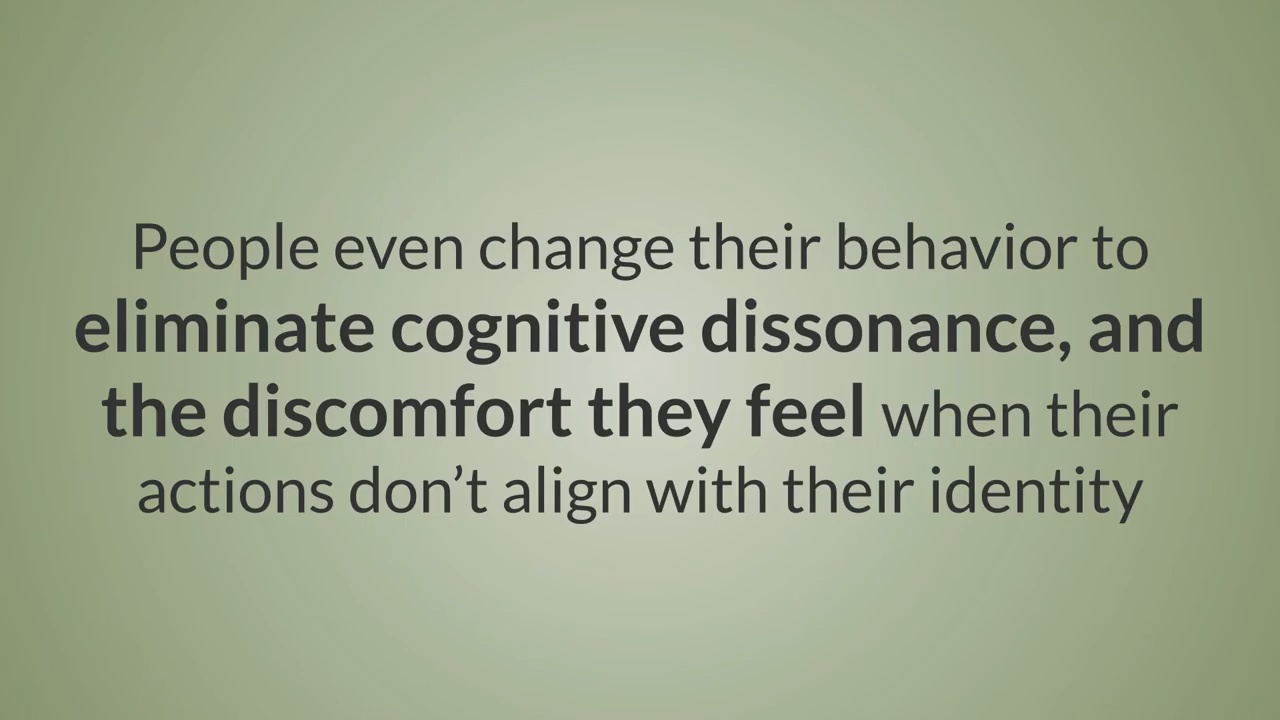 People even change their behavior to
eliminate cognitive dissonance, and
the discomfort they feel when their
actions don’t align with their identity